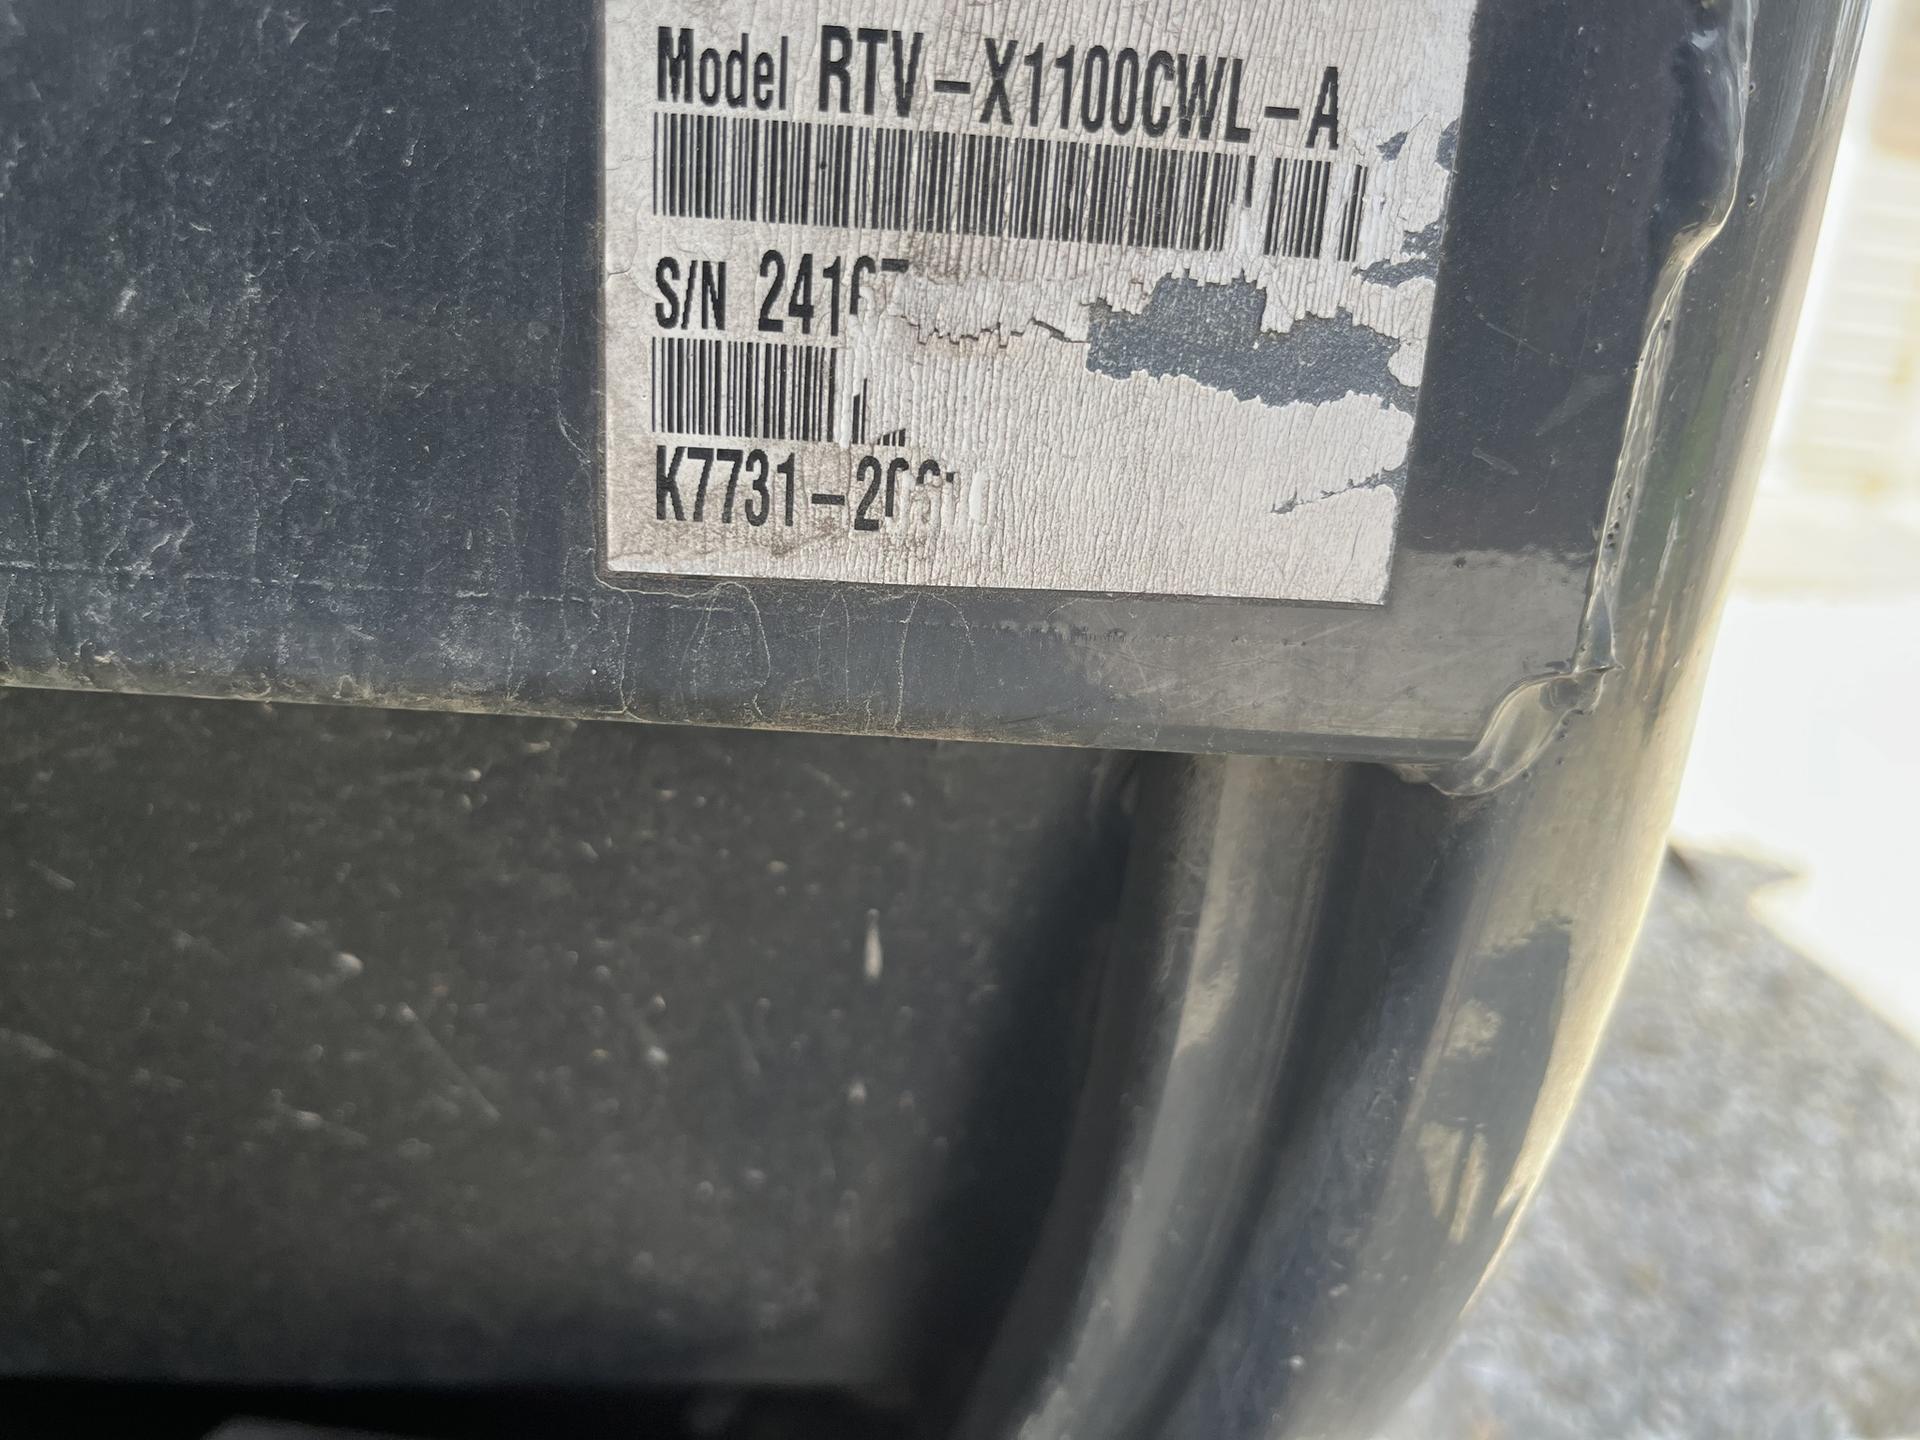 Model RTV-X1100CWL-A
S/N 241
K7731-2